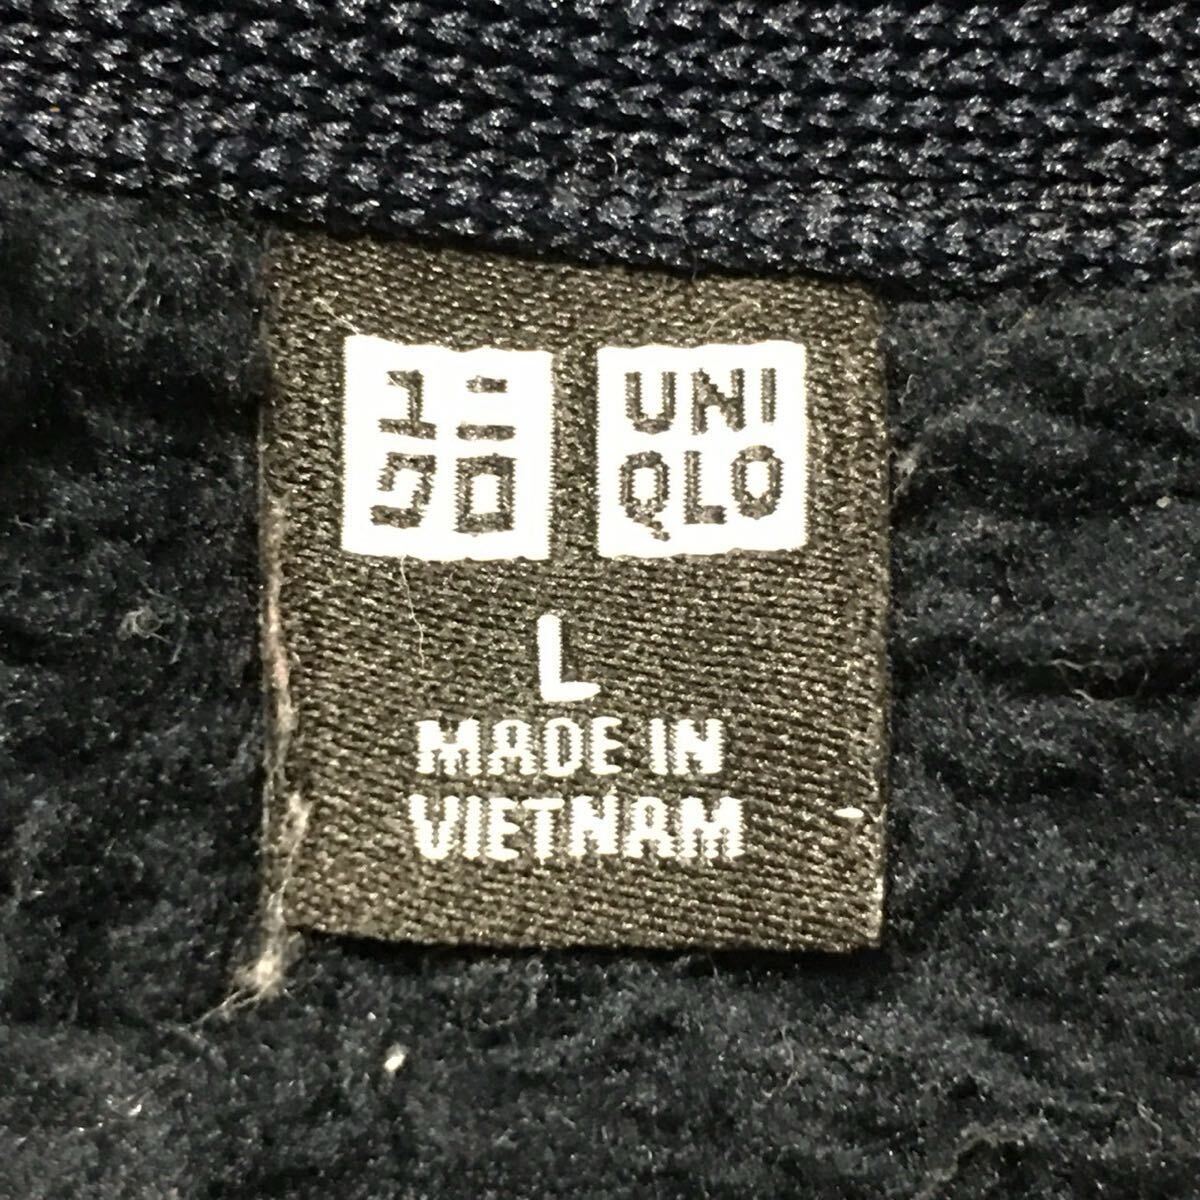 ユニ UNI
クロ QLO
L
MADE IN
VIETNAM